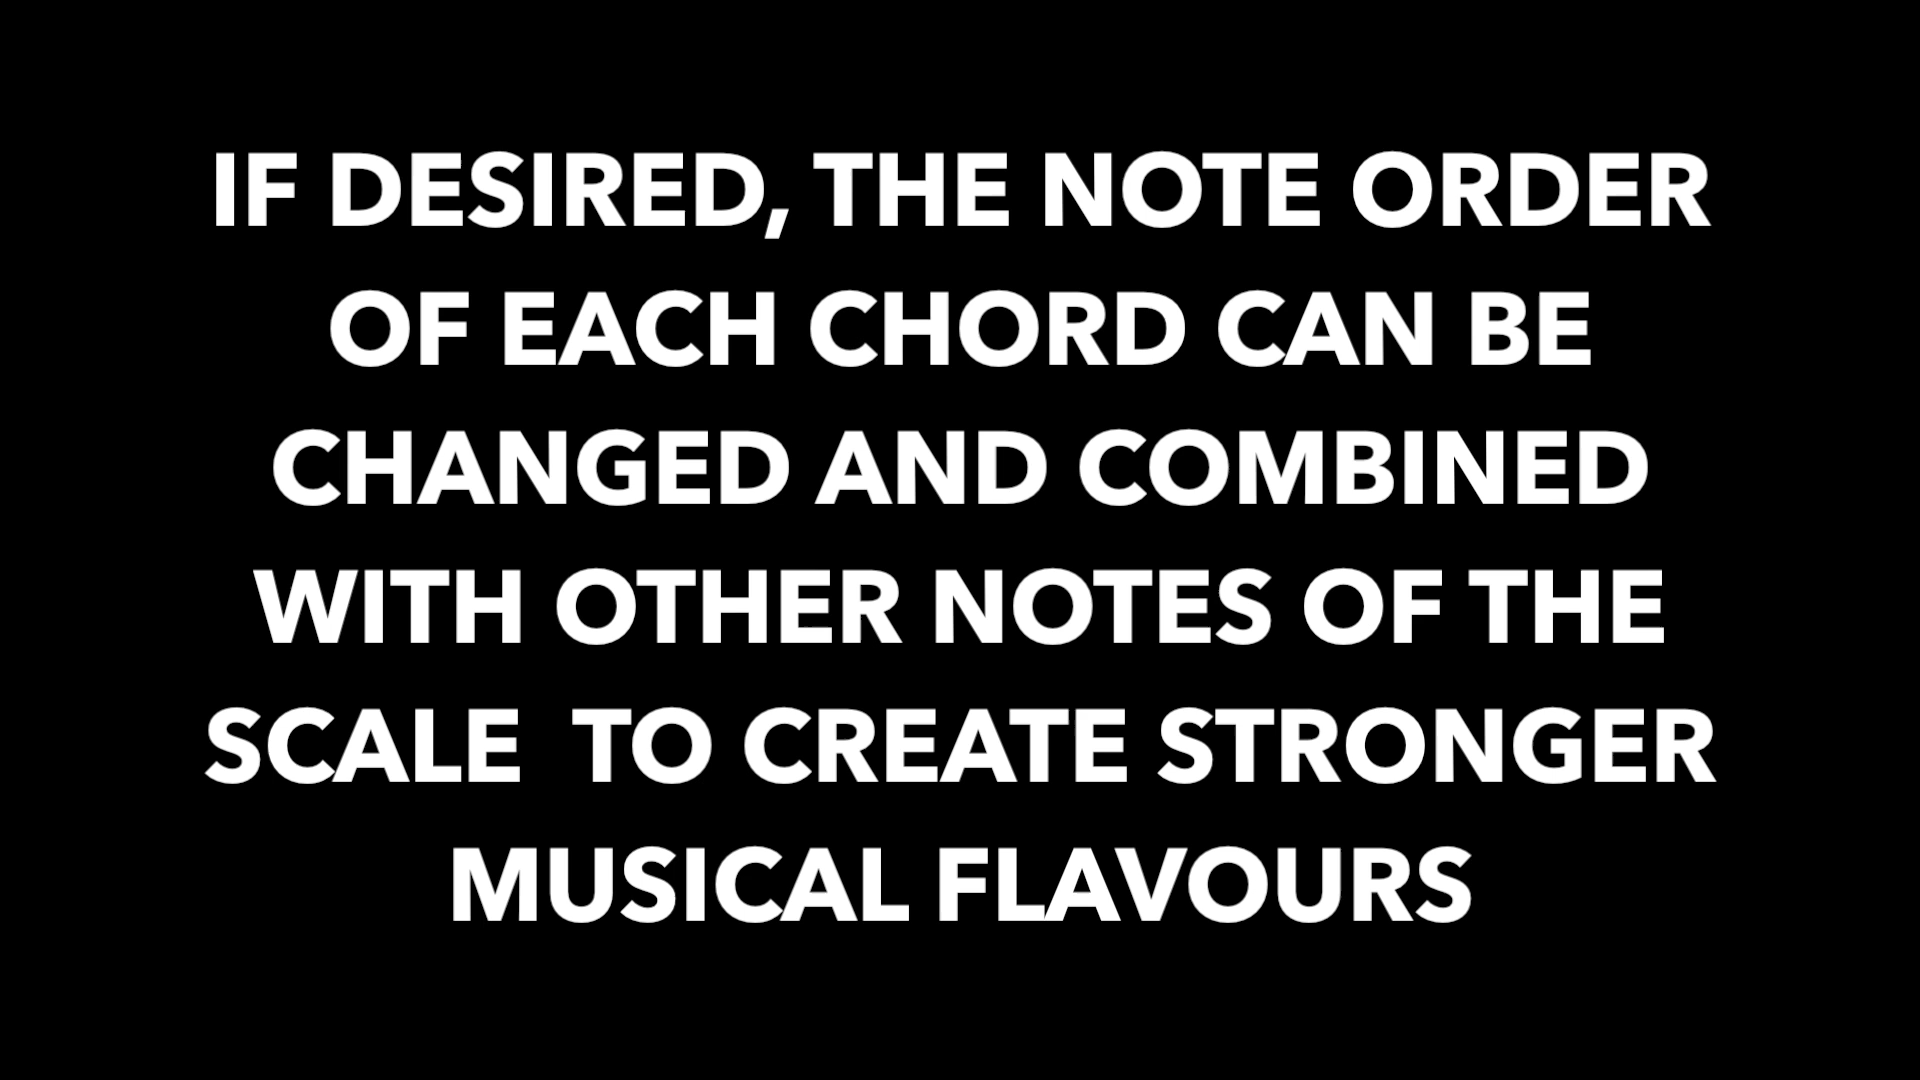 IF DESIRED, THE NOTE ORDER
OF EACH CHORD CAN BE
CHANGED AND COMBINED
WITH OTHER NOTES OF THE
SCALE  TO CREATE STRONGER
MUSICAL FLAVOURS